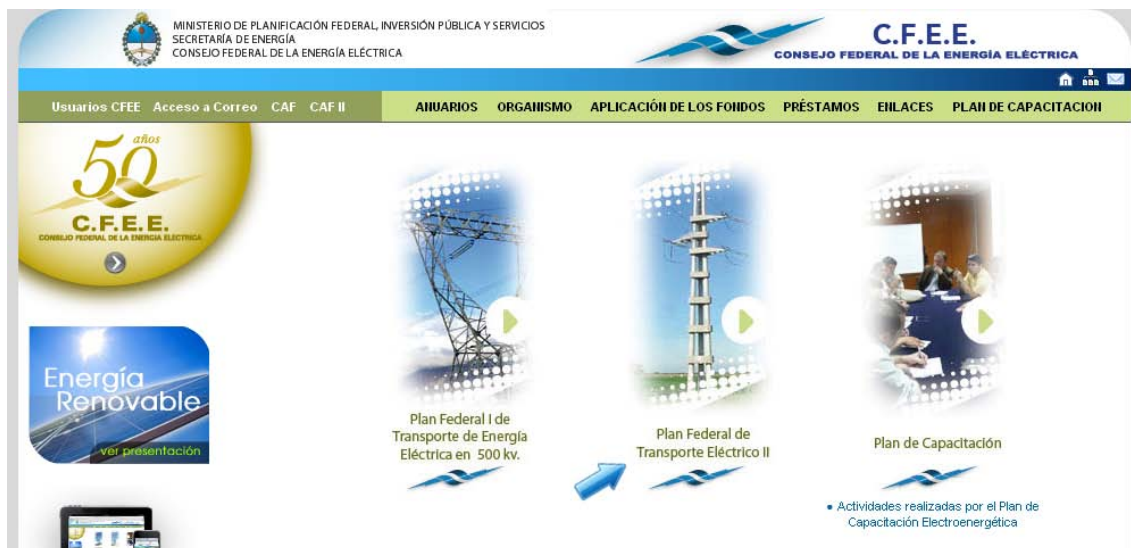 MINISTERIO DE PLANIFICACIÓN FEDERAL, INVERSIÓN PÚBLICA Y SERVICIOS
SECRETARÍA DE ENERGÍA
CONSEJO FEDERAL DE LA ENERGÍA ELÉCTRICA
C.F.E.E.
CONSEJO FEDERAL DE LA ENERGÍA ELÉCTRICA
Usuarios CFEE Acceso a Correo CAF CAF II
ANUARIOS ORGANISMO APLICACIÓN DE LOS FONDOS PRÉSTAMOS ENLACES PLAN DE CAPACITACION
50 años
C.F.E.E.
CONSEJO FEDERAL DE LA ENERGIA ELECTRICA
Energía
Renovable
ver presentación
Plan Federal I de
Transporte de Energía
Eléctrica en 500 kv.
Plan Federal de
Transporte Eléctrico II
Plan de Capacitación
• Actividades realizadas por el Plan de
Capacitación Electroenergética